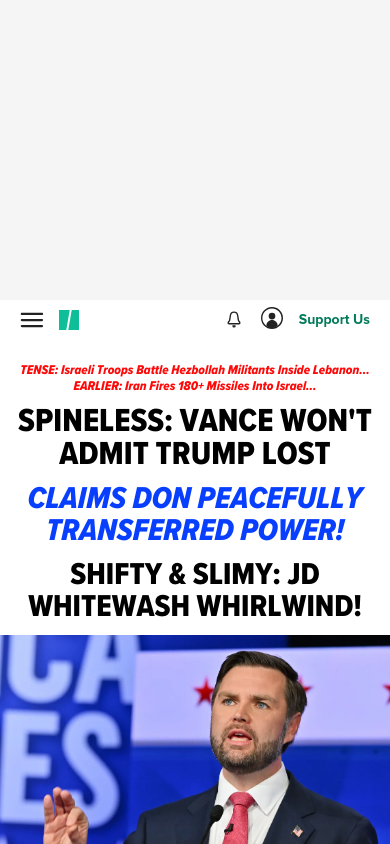 Support Us
TENSE: Israeli Troops Battle Hezbollah Militants Inside Lebanon...
EARLIER: Iran Fires 180+ Missiles Into Israel...
SPINELESS: VANCE WON'T
ADMIT TRUMP LOST
CLAIMS DON PEACEFULLY
TRANSFERRED POWER!
SHIFTY & SLIMY: JD
WHITEWASH WHIRLWIND!
ICA
ES